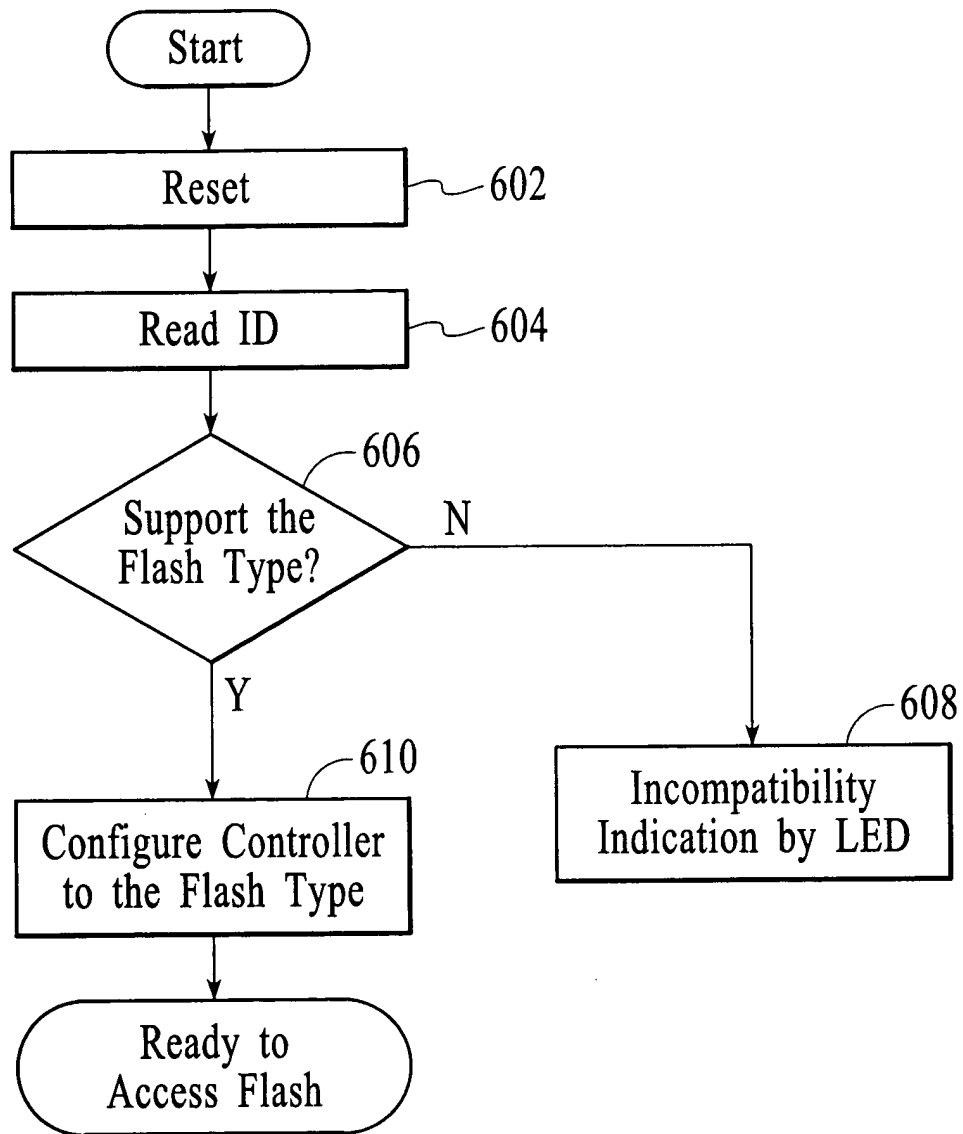 Start
Reset
602
Read ID
604
606
Support the
Flash Type?
N
Y
608
Incompatibility
Indication by LED
610
Configure Controller
to the Flash Type
Ready to
Access Flash